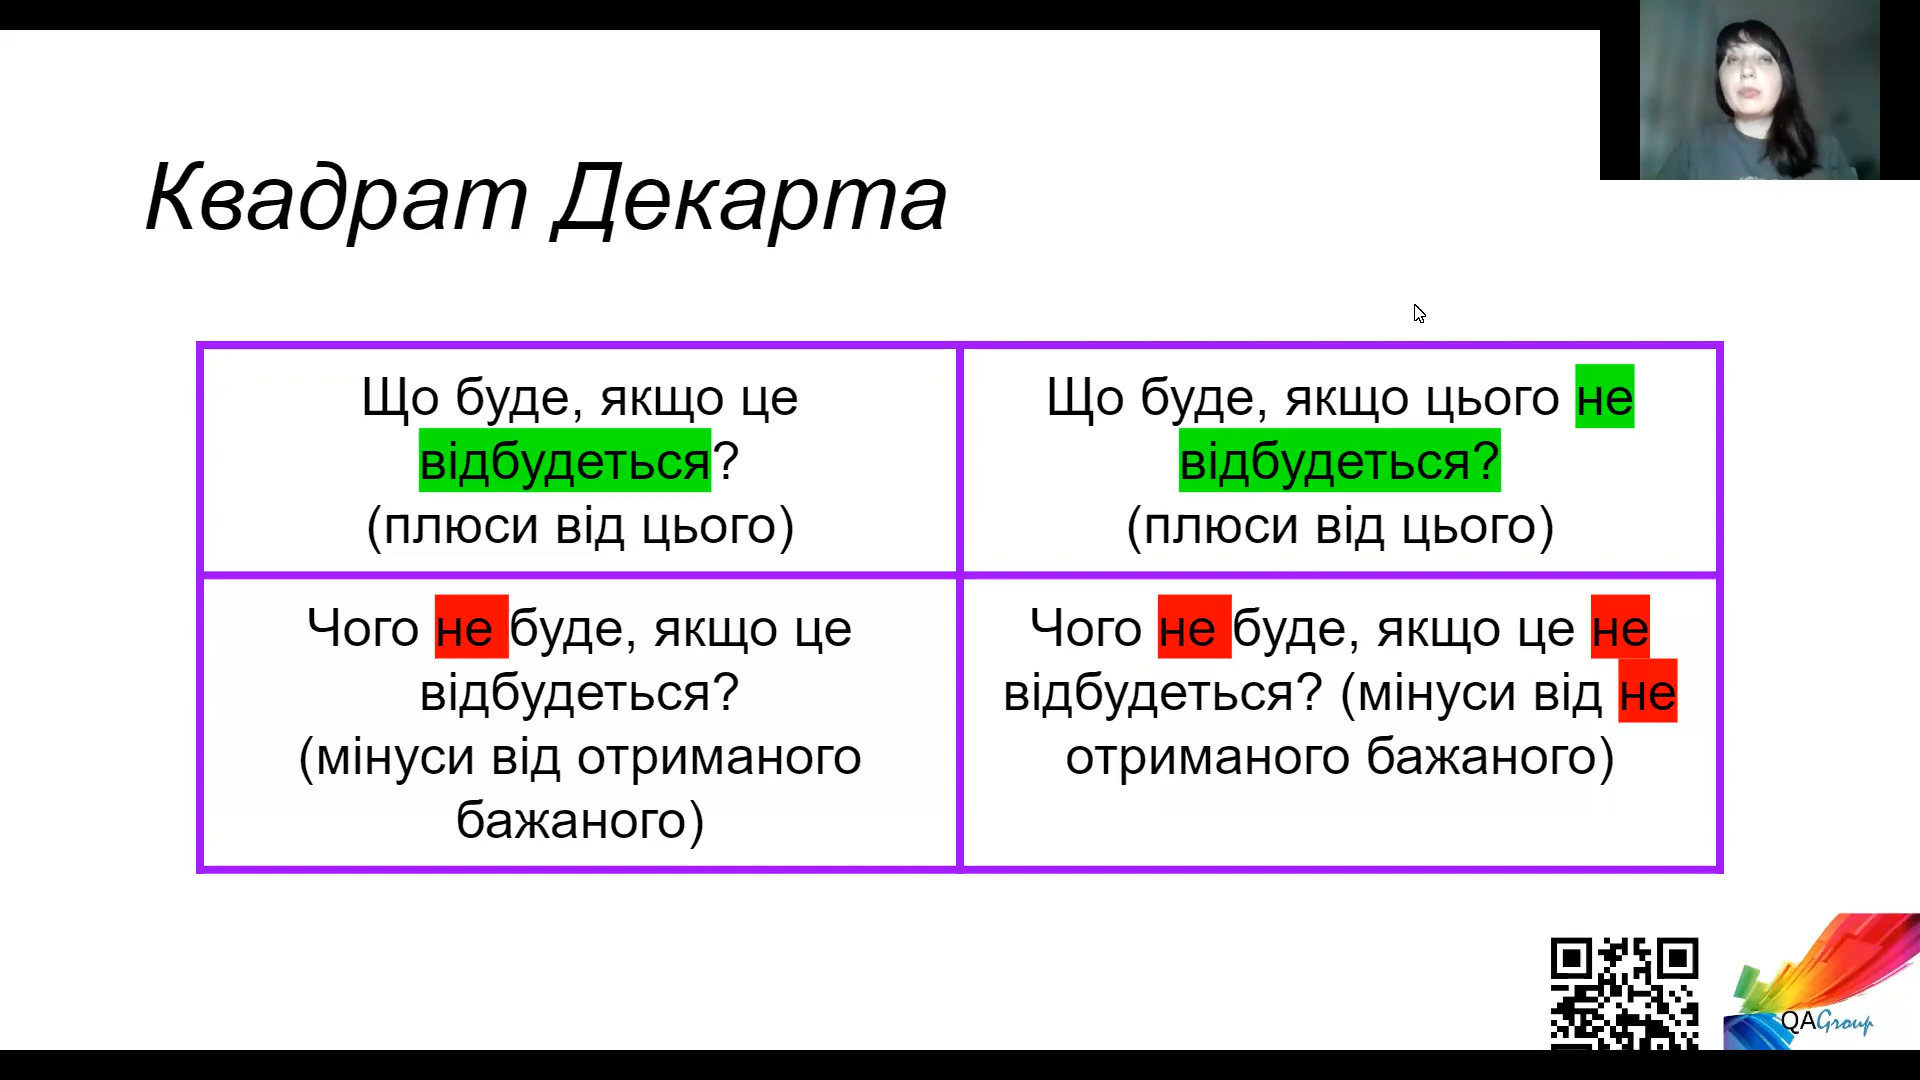 Квадрат Декарта
Що буде, якщо це
відбудеться?
(плюси від цього)
Що буде, якщо цього не
відбудеться?
(плюси від цього)
Чого не буде, якщо це
відбудеться?
(мінуси від отриманого
бажаного)
Чого не буде, якщо це не
відбудеться? (мінуси від не
отриманого бажаного)
QAGroup